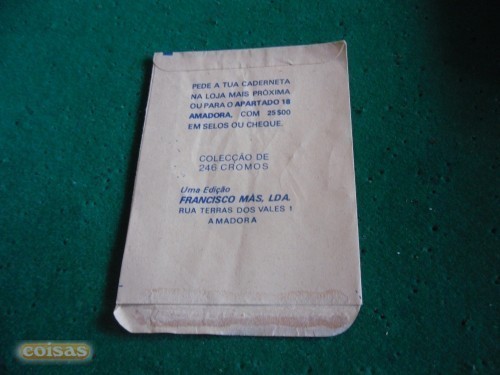 PEDE A TUA CADERNETA
NA LOJA MAIS PRÓXIMA
OU PARA O APARTADO 18
AMADORA, COM 25$00
EM SELOS OU CHEQUE.
COLECÇÃO DE
246 CROMOS
Uma Edição
FRANCISCO MÁS, LDA.
RUA TERRAS DOS VALES 1
AMADORA
coisas